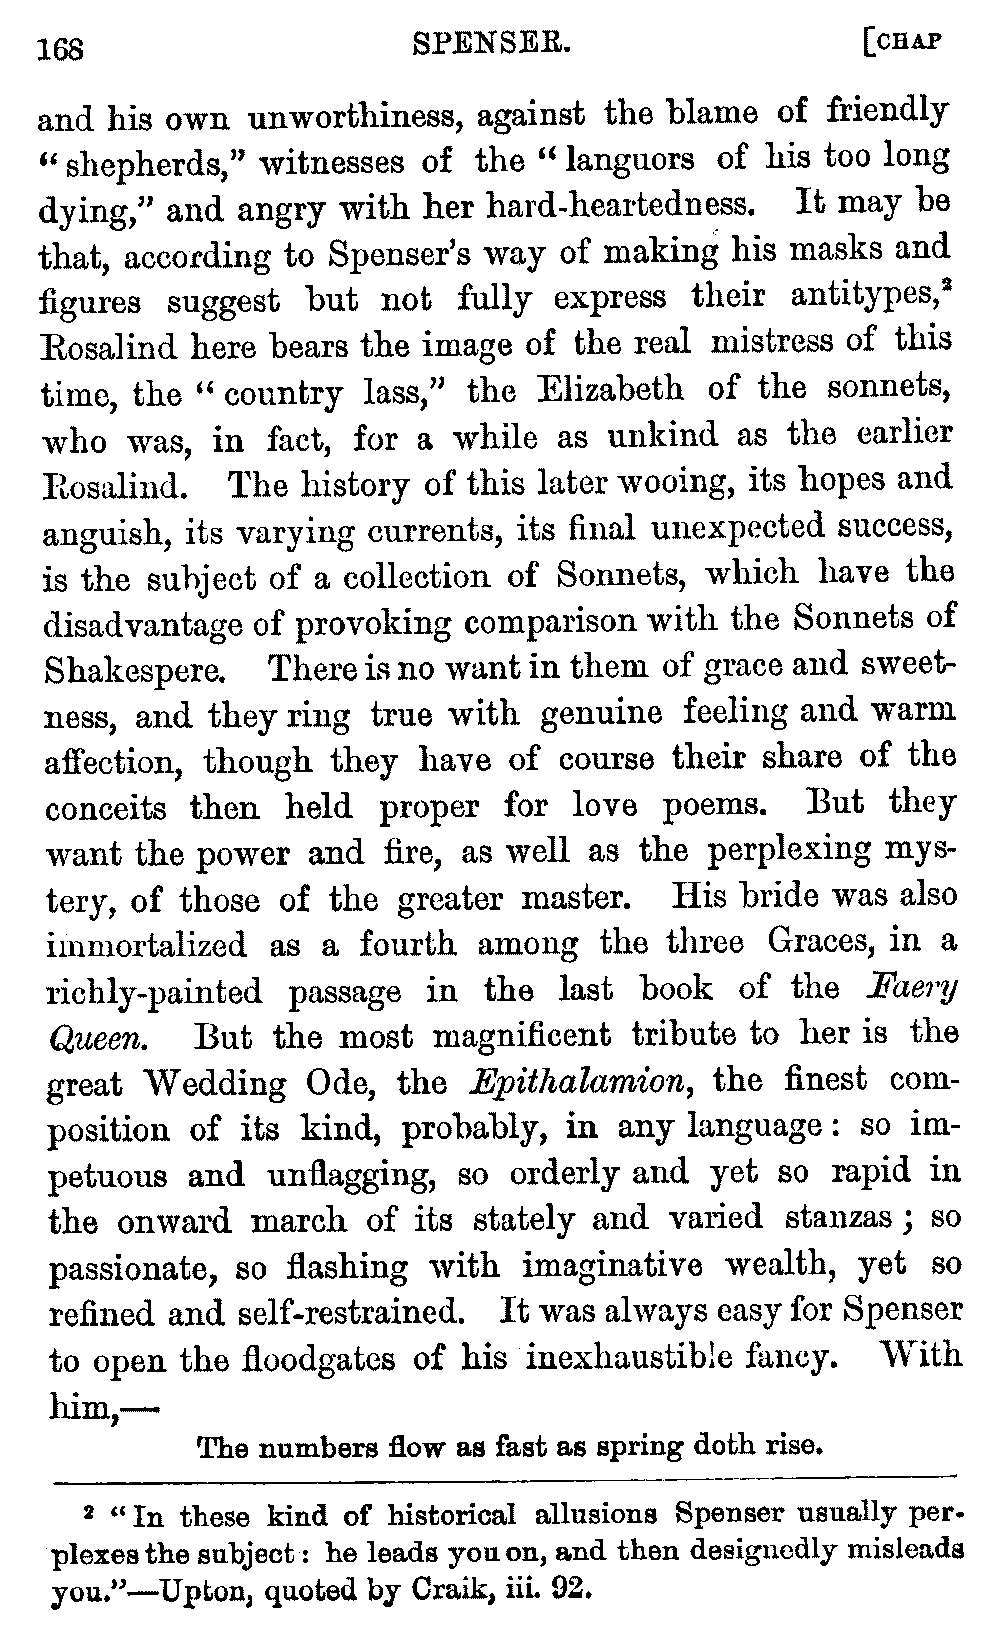 168 SPENSER. [CHAP
and his own unworthiness, against the blame of friendly
“shepherds,” witnesses of the “languors of his too long
dying,” and angry with her hard-heartedness. It may be
that, according to Spenser’s way of making his masks and
figures suggest but not fully express their antitypes,²
Rosalind here bears the image of the real mistress of this
time, the “country lass,” the Elizabeth of the sonnets,
who was, in fact, for a while as unkind as the earlier
Rosalind. The history of this later wooing, its hopes and
anguish, its varying currents, its final unexpected success,
is the subject of a collection of Sonnets, which have the
disadvantage of provoking comparison with the Sonnets of
Shakespere. There is no want in them of grace and sweet-
ness, and they ring true with genuine feeling and warm
affection, though they have of course their share of the
conceits then held proper for love poems. But they
want the power and fire, as well as the perplexing mys-
tery, of those of the greater master. His bride was also
immortalized as a fourth among the three Graces, in a
richly-painted passage in the last book of the Faery
Queen. But the most magnificent tribute to her is the
great Wedding Ode, the Epithalamion, the finest com-
position of its kind, probably, in any language: so im-
petuous and unflagging, so orderly and yet so rapid in
the onward march of its stately and varied stanzas; so
passionate, so flashing with imaginative wealth, yet so
refined and self-restrained. It was always easy for Spenser
to open the floodgates of his inexhaustible fancy. With
him,—
The numbers flow as fast as spring doth rise.
² “In these kind of historical allusions Spenser usually per-
plexes the subject: he leads you on, and then designedly misleads
you.”—Upton, quoted by Craik, iii. 92.